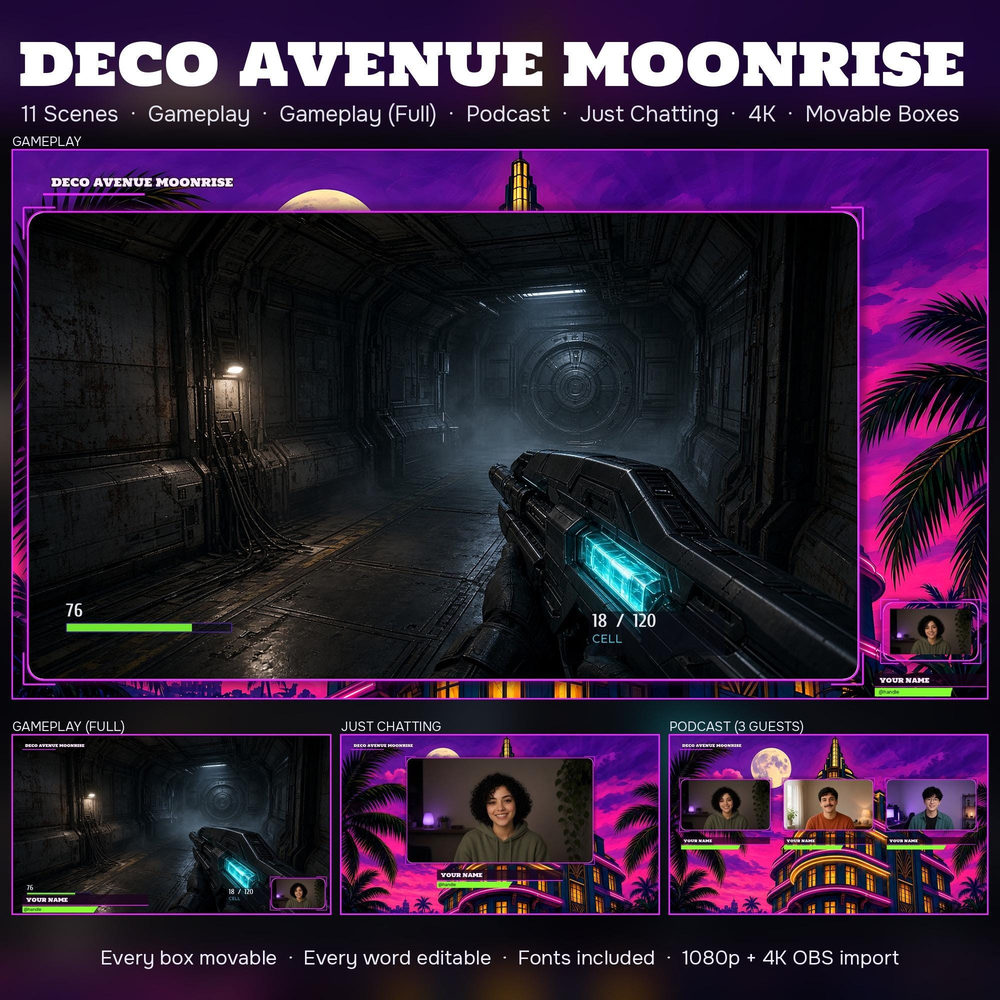 DECO AVENUE MOONRISE
11 Scenes · Gameplay · Gameplay (Full) · Podcast · Just Chatting · 4K · Movable Boxes
GAMEPLAY
DECO AVENUE MOONRISE
76
18 / 120
CELL
YOUR NAME
@handle
GAMEPLAY (FULL)
DECO AVENUE MOONRISE
76
18 / 120
CELL
YOUR NAME
@handle
JUST CHATTING
DECO AVENUE MOONRISE
YOUR NAME
@handle
PODCAST (3 GUESTS)
DECO AVENUE MOONRISE
YOUR NAME
YOUR NAME
YOUR NAME
Every box movable · Every word editable · Fonts included · 1080p + 4K OBS import